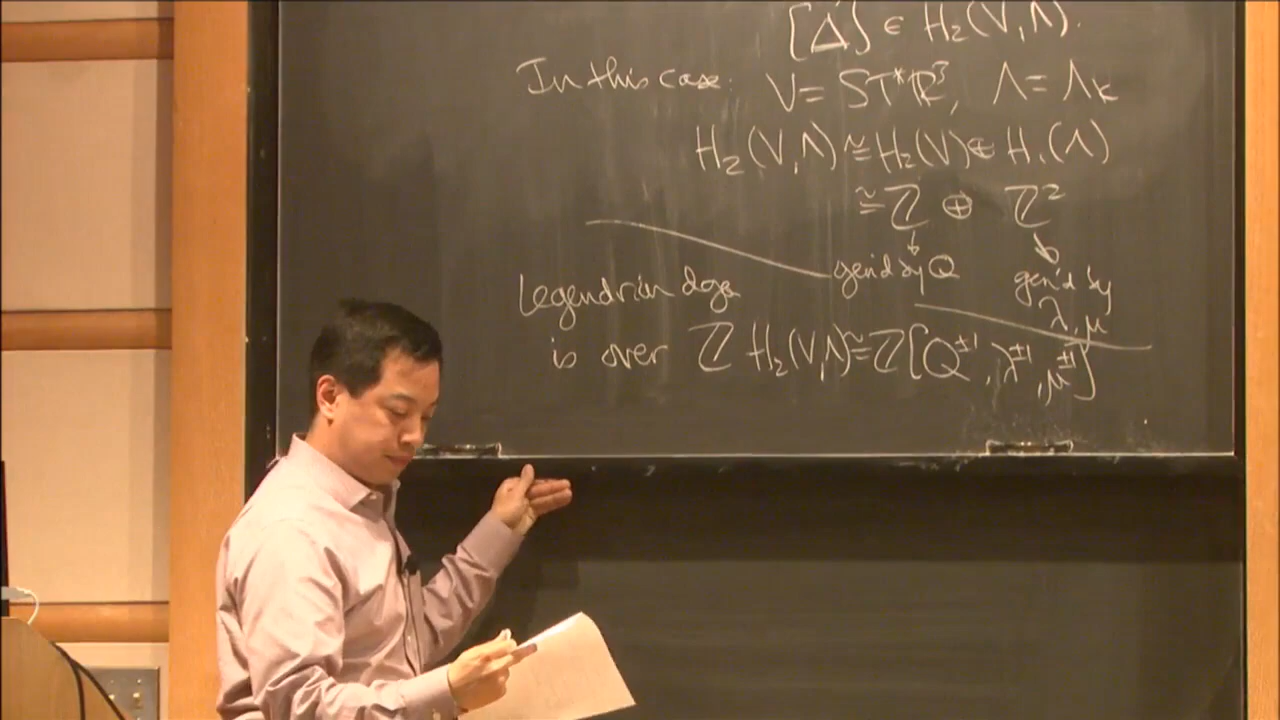 [Δ] ∈ H₂(V,Λ).
In this case: V = ST*ℝ³, Λ = Λ_K
H₂(V,Λ) ≅ H₂(V) ⊕ H₁(Λ)
≅ ℤ ⊕ ℤ²
↓ ↓
gen'd by Q gen'd by
λ, μ
Legendrian dga
is over ℤ H₂(V,Λ) ≅ ℤ[Q^{±1}, λ^{±1}, μ^{±1}]